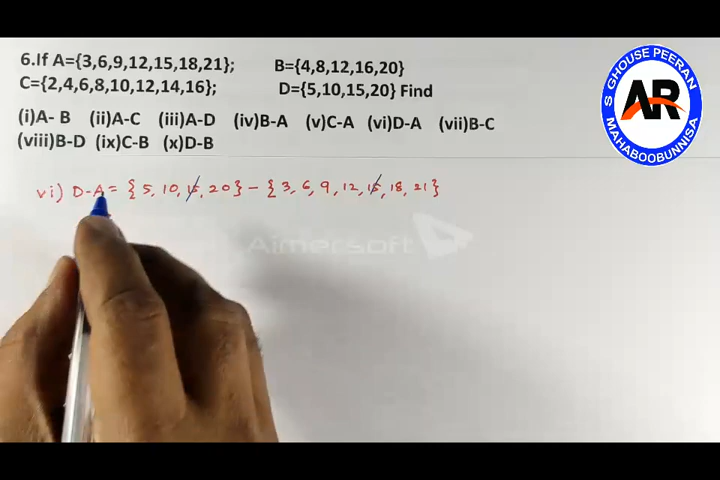 6.If A={3,6,9,12,15,18,21}; B={4,8,12,16,20}
C={2,4,6,8,10,12,14,16}; D={5,10,15,20} Find
(i)A- B (ii)A-C (iii)A-D (iv)B-A (v)C-A (vi)D-A (vii)B-C
(viii)B-D (ix)C-B (x)D-B
vi) D-A= {5, 10, 15, 20} - {3, 6, 9, 12, 15, 18, 21}
Aimersoft
S GHOUSE PEERAN
AR
MAHABOOBUNNISA